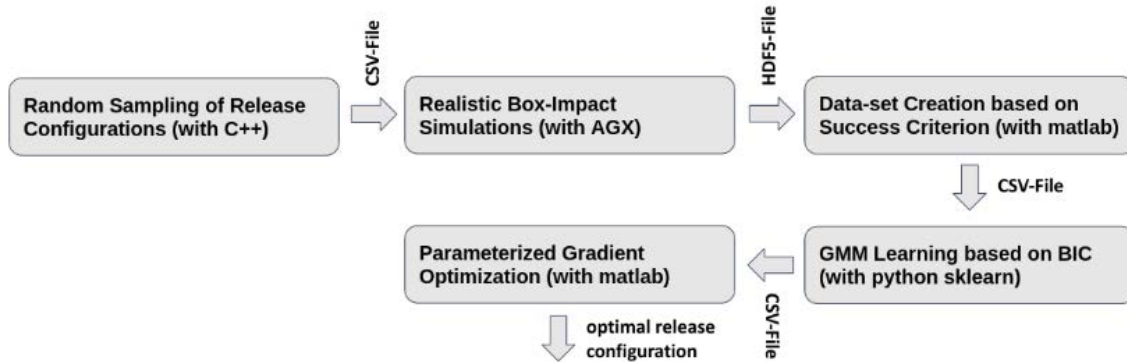 Random Sampling of Release
Configurations (with C++)
CSV-File
Realistic Box-Impact
Simulations (with AGX)
HDF5-File
Data-set Creation based on
Success Criterion (with matlab)
CSV-File
GMM Learning based on BIC
(with python sklearn)
CSV-File
Parameterized Gradient
Optimization (with matlab)
optimal release
configuration